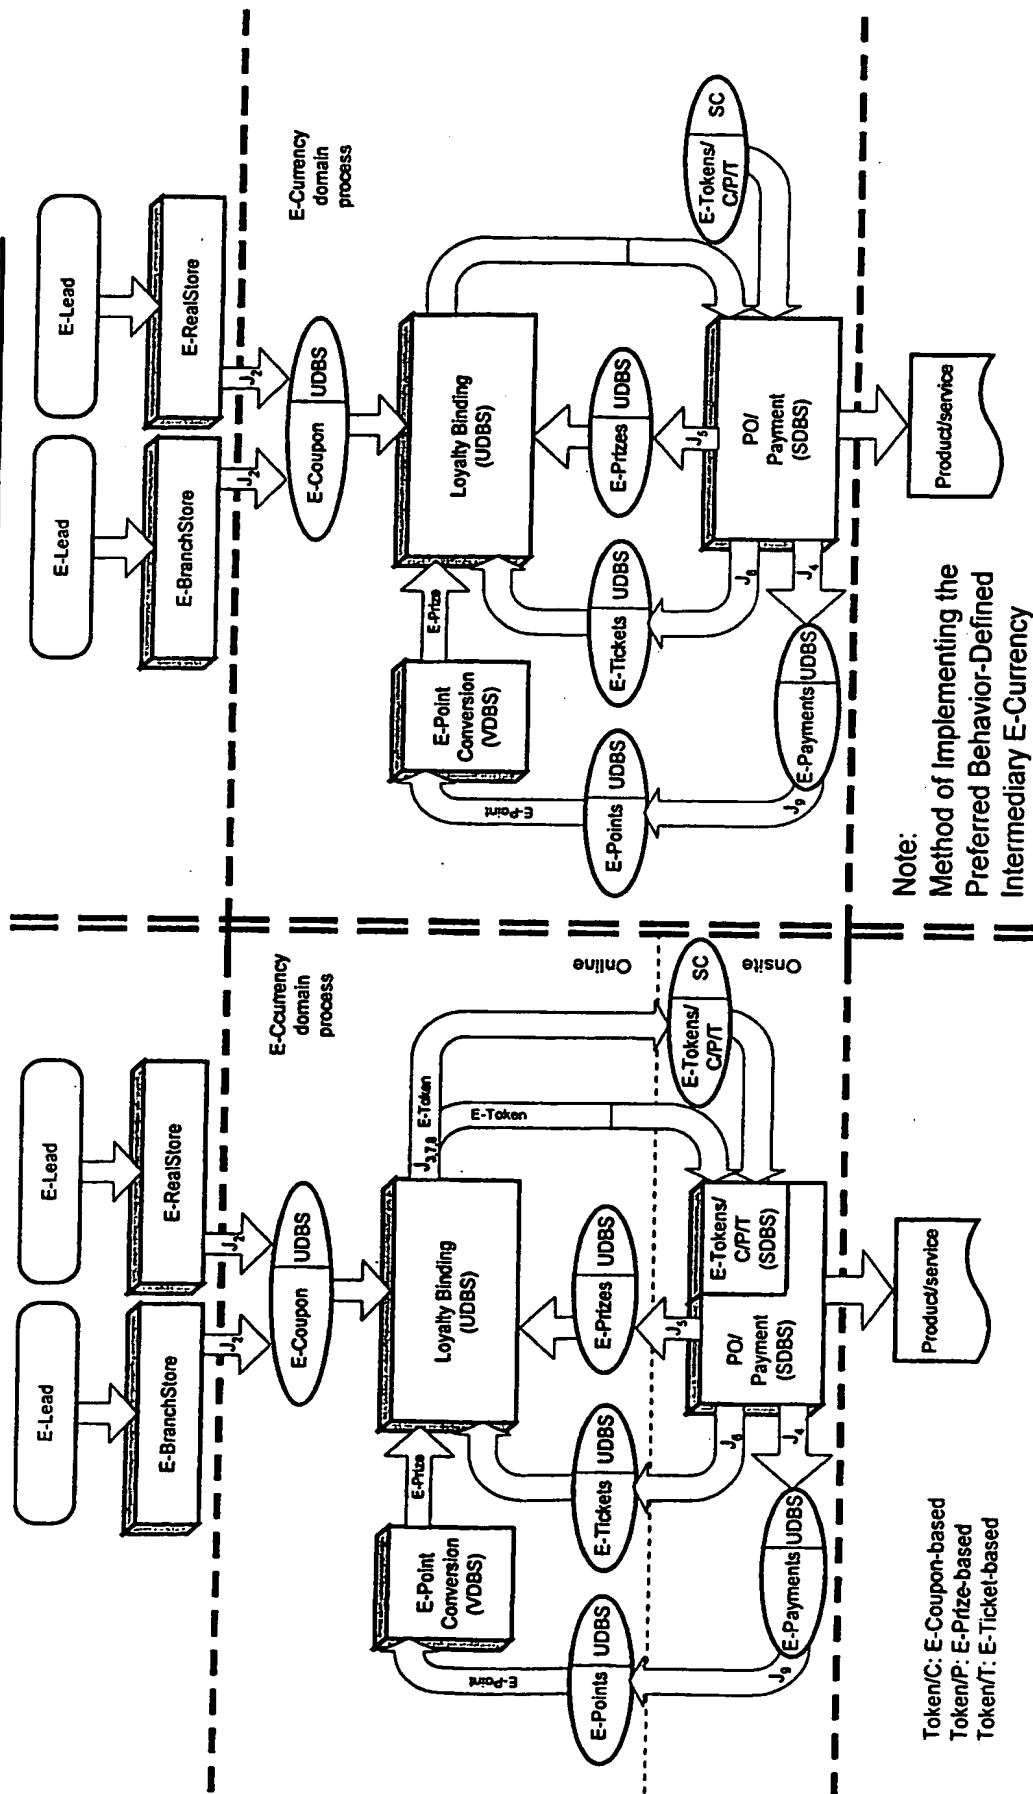 E-Lead
E-Lead
E-BranchStore
E-RealStore
J2
J2
E-Coupon
UDBS
E-Ccurrency
domain
process
E-Point
Conversion
(VDBS)
E-Prize
Loyalty Binding
(UDBS)
J3,7,8
E-Token
E-Token
E-Point
Online
Onsite
E-Points
UDBS
E-Tickets
UDBS
E-Prizes
UDBS
E-Tokens/
C/P/T
SC
J9
E-Payments
UDBS
J6
J4
J5
PO/
Payment
(SDBS)
E-Tokens/
C/P/T
(SDBS)
Product/service
Token/C: E-Coupon-based
Token/P: E-Prize-based
Token/T: E-Ticket-based
E-Lead
E-Lead
E-BranchStore
E-RealStore
J2
J2
E-Coupon
UDBS
E-Currency
domain
process
E-Point
Conversion
(VDBS)
E-Prize
Loyalty Binding
(UDBS)
E-Point
E-Points
UDBS
E-Tickets
UDBS
E-Prizes
UDBS
E-Tokens/
C/P/T
SC
J9
E-Payments
UDBS
J6
J4
J5
PO/
Payment
(SDBS)
Product/service
Note:
Method of Implementing the
Preferred Behavior-Defined
Intermediary E-Currency